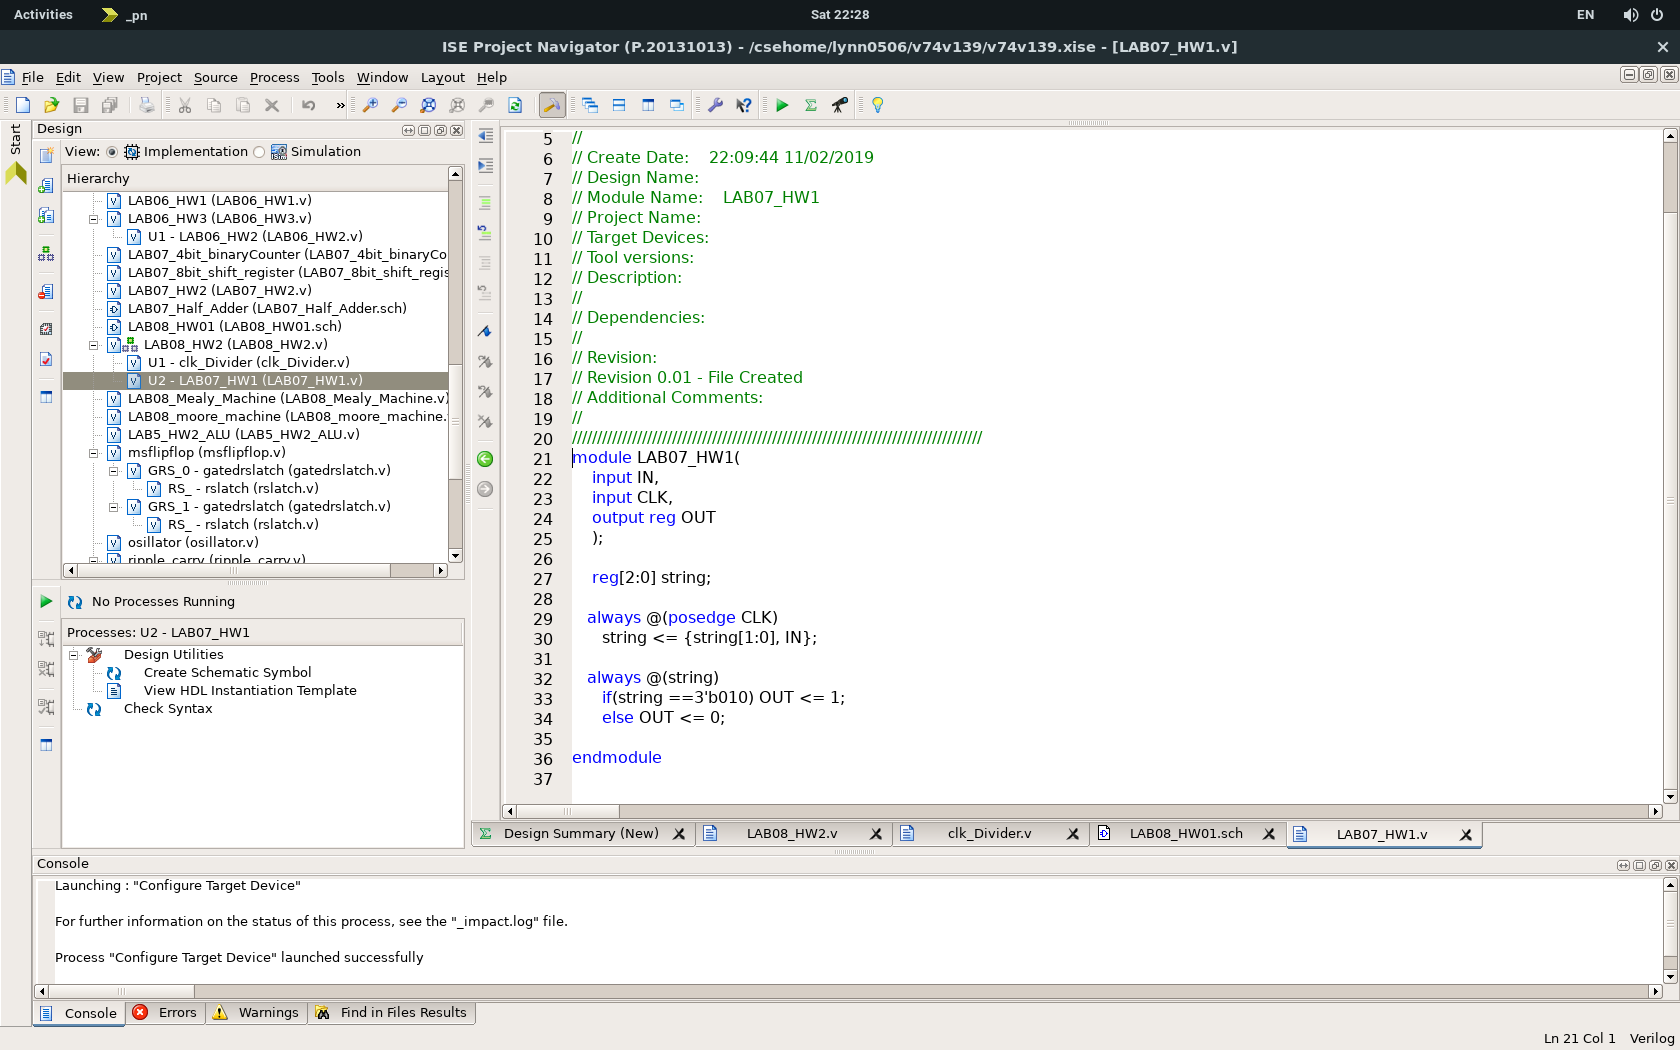 Activities
_pn
Sat 22:28
EN
ISE Project Navigator (P.20131013) - /csehome/lynn0506/v74v139/v74v139.xise - [LAB07_HW1.v]
File Edit View Project Source Process Tools Window Layout Help
»
Start
Design
View: Implementation Simulation
Hierarchy
LAB06_HW1 (LAB06_HW1.v)
LAB06_HW3 (LAB06_HW3.v)
U1 - LAB06_HW2 (LAB06_HW2.v)
LAB07_4bit_binaryCounter (LAB07_4bit_binaryCo
LAB07_8bit_shift_register (LAB07_8bit_shift_regis
LAB07_HW2 (LAB07_HW2.v)
LAB07_Half_Adder (LAB07_Half_Adder.sch)
LAB08_HW01 (LAB08_HW01.sch)
LAB08_HW2 (LAB08_HW2.v)
U1 - clk_Divider (clk_Divider.v)
U2 - LAB07_HW1 (LAB07_HW1.v)
LAB08_Mealy_Machine (LAB08_Mealy_Machine.v)
LAB08_moore_machine (LAB08_moore_machine.
LAB5_HW2_ALU (LAB5_HW2_ALU.v)
msflipflop (msflipflop.v)
GRS_0 - gatedrslatch (gatedrslatch.v)
RS_ - rslatch (rslatch.v)
GRS_1 - gatedrslatch (gatedrslatch.v)
RS_ - rslatch (rslatch.v)
osillator (osillator.v)
ripple_carry (ripple_carry.v)
No Processes Running
Processes: U2 - LAB07_HW1
Design Utilities
Create Schematic Symbol
View HDL Instantiation Template
Check Syntax
5 //
6 // Create Date:    22:09:44 11/02/2019
7 // Design Name:
8 // Module Name:    LAB07_HW1
9 // Project Name:
10 // Target Devices:
11 // Tool versions:
12 // Description:
13 //
14 // Dependencies:
15 //
16 // Revision:
17 // Revision 0.01 - File Created
18 // Additional Comments:
19 //
20 //////////////////////////////////////////////////////////////////////////////////
21 module LAB07_HW1(
22     input IN,
23     input CLK,
24     output reg OUT
25     );
26
27     reg[2:0] string;
28
29    always @(posedge CLK)
30       string <= {string[1:0], IN};
31
32    always @(string)
33       if(string ==3'b010) OUT <= 1;
34       else OUT <= 0;
35
36 endmodule
37
Design Summary (New)
LAB08_HW2.v
clk_Divider.v
LAB08_HW01.sch
LAB07_HW1.v
Console
Launching : "Configure Target Device"
For further information on the status of this process, see the "_impact.log" file.
Process "Configure Target Device" launched successfully
Console
Errors
Warnings
Find in Files Results
Ln 21 Col 1 Verilog